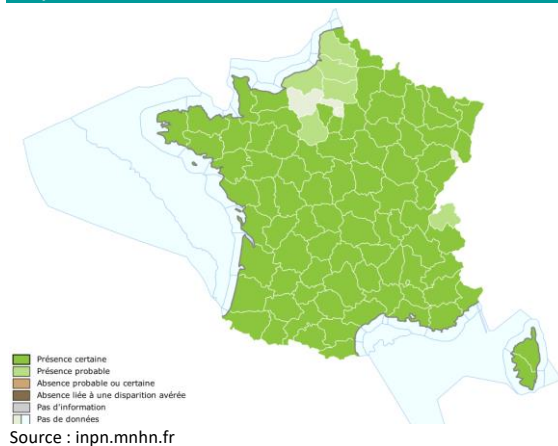 Présence certaine
Présence probable
Absence probable ou certaine
Absence liée à une disparition avérée
Pas d'information
Pas de données
Source : inpn.mnhn.fr